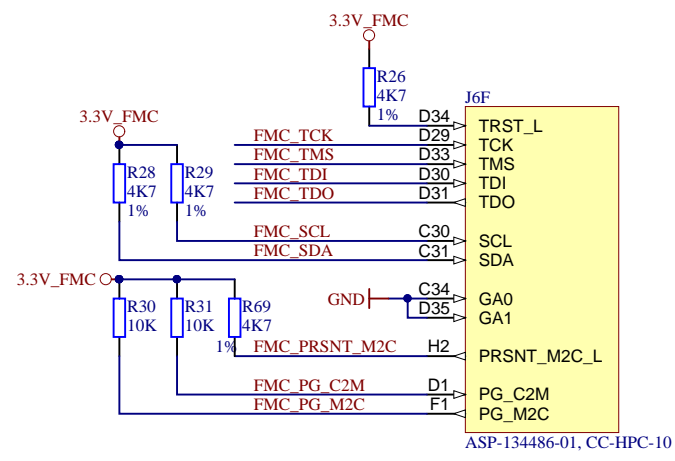 3.3V_FMC
R26
4K7
1%
J6F
3.3V_FMC
D34 TRST_L
FMC_TCK D29 TCK
FMC_TMS D33 TMS
FMC_TDI D30 TDI
FMC_TDO D31 TDO
R28 R29
4K7 4K7
1% 1%
FMC_SCL C30 SCL
FMC_SDA C31 SDA
3.3V_FMC
GND C34 GA0
D35 GA1
R30 R31 R69
10K 10K 4K7
1%
FMC_PRSNT_M2C H2 PRSNT_M2C_L
FMC_PG_C2M D1 PG_C2M
FMC_PG_M2C F1 PG_M2C
ASP-134486-01, CC-HPC-10